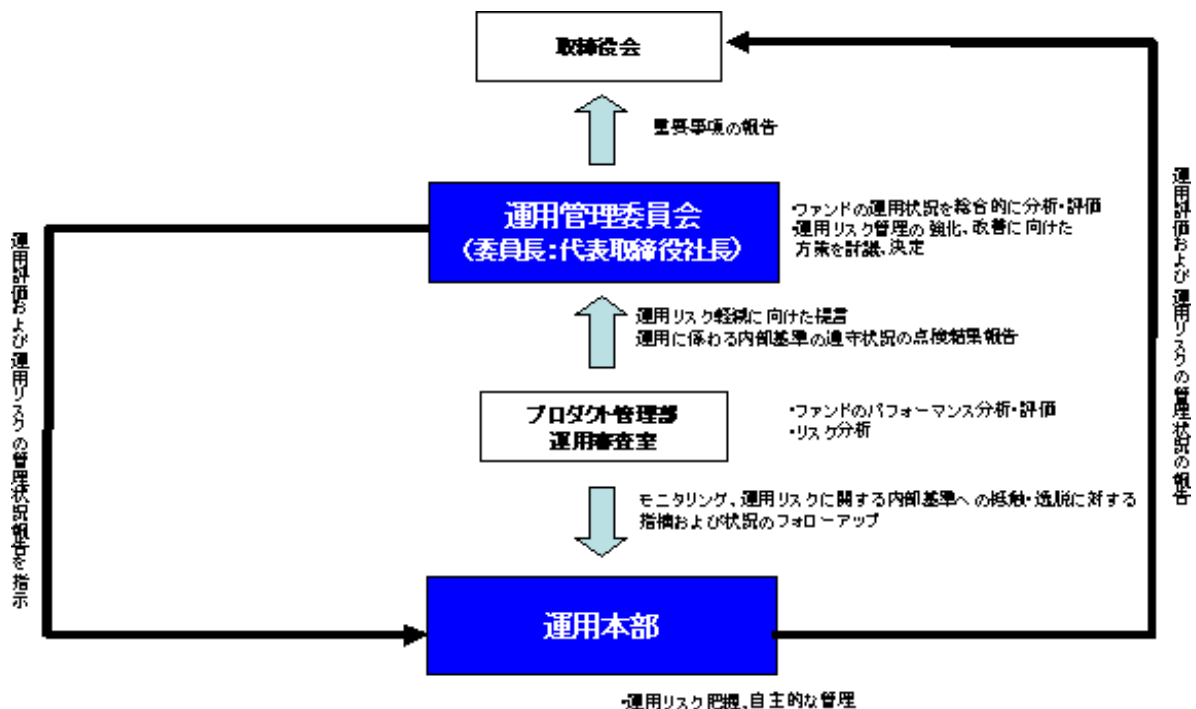 取締役会
重要事項の報告
運用管理委員会
(委員長:代表取締役社長)
・ファンドの運用状況を総合的に分析・評価
・運用リスク管理の強化、改善に向けた
方策を討議、決定
運用リスク軽減に向けた提言
運用に係わる内部基準の遵守状況の点検結果報告
プロダクト管理部
運用審査室
・ファンドのパフォーマンス分析・評価
・リスク分析
モニタリング、運用リスクに関する内部基準への抵触・逸脱に対する
指摘および状況のフォローアップ
運用本部
・運用リスク把握、自主的な管理
運用評価および運用リスクの管理状況報告を指示
運用評価および運用リスクの管理状況の報告